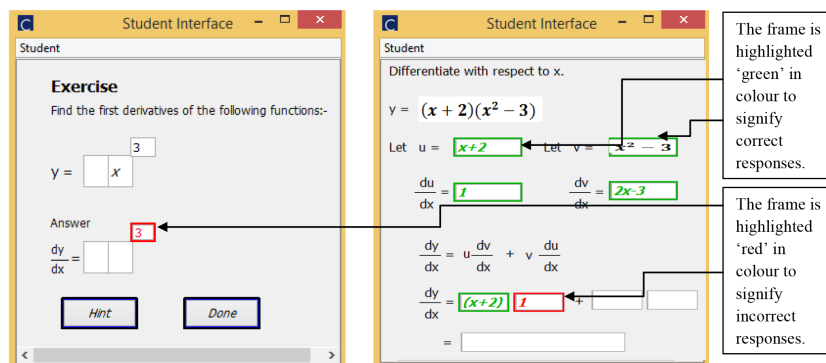 Student Interface
Student
Exercise
Find the first derivatives of the following functions:-
3
y = x
Answer
3
dy
dx
=
Hint
Done
Student Interface
Student
Differentiate with respect to x.
y = (x + 2)(x² − 3)
Let u = x+2 Let v = x² − 3
du
dx
= 1
dv
dx
= 2x-3
dy
dx
= u
dv
dx
+ v
du
dx
dy
dx
= (x+2) 1 +
=
The frame is
highlighted
‘green’ in
colour to
signify
correct
responses.
The frame is
highlighted
‘red’ in
colour to
signify
incorrect
responses.